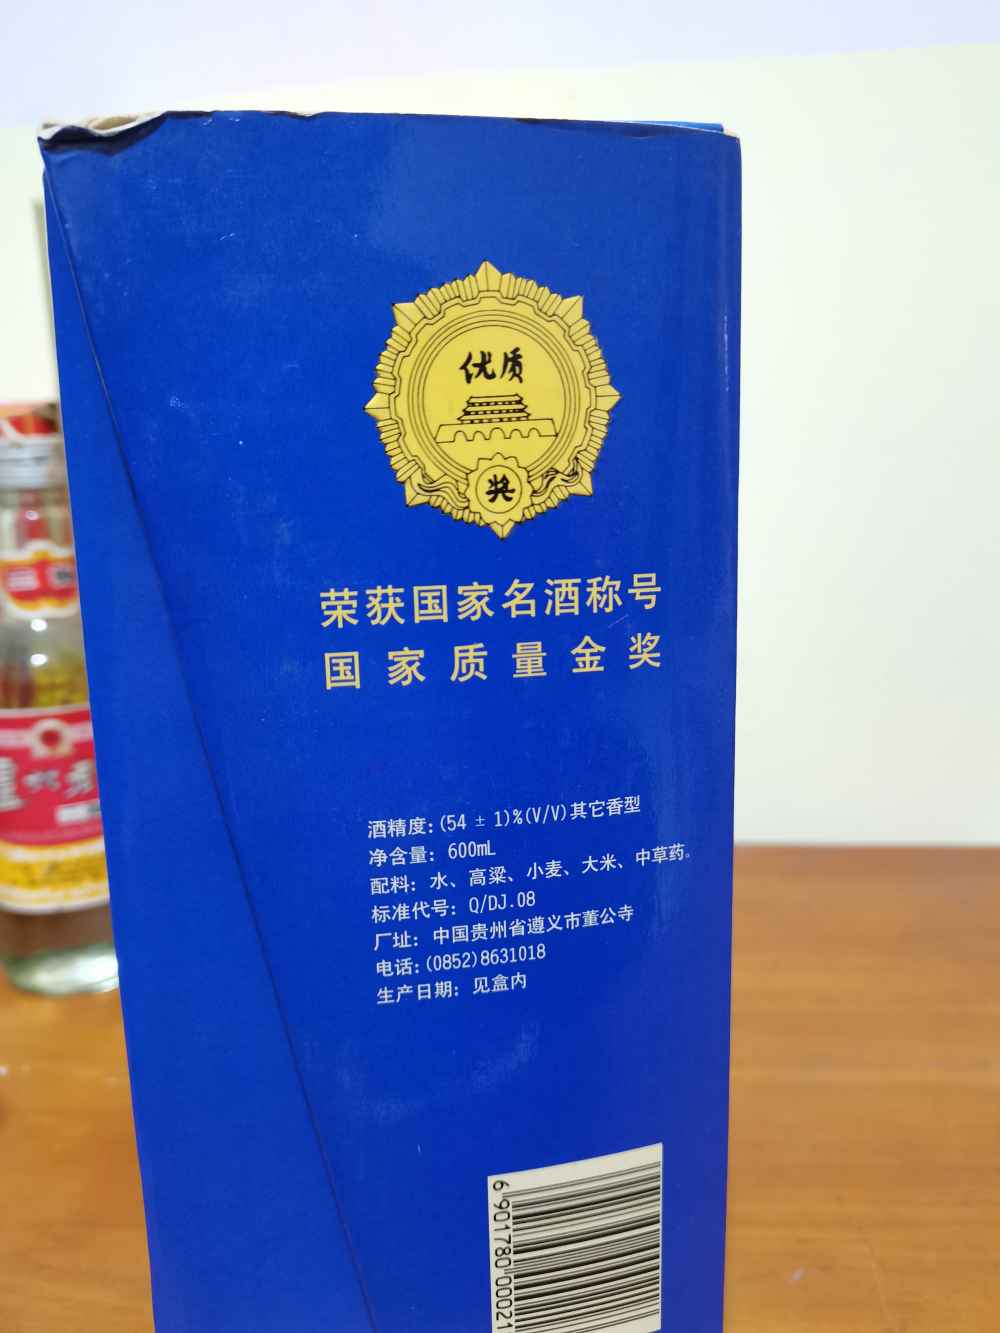 优质
奖
荣获国家名酒称号
国家质量金奖
酒精度:(54 ± 1)%(V/V)其它香型
净含量: 600mL
配料: 水、高粱、小麦、大米、中草药。
标准代号: Q/DJ.08
厂址: 中国贵州省遵义市董公寺
电话:(0852)8631018
生产日期: 见盒内
6 901780 00021